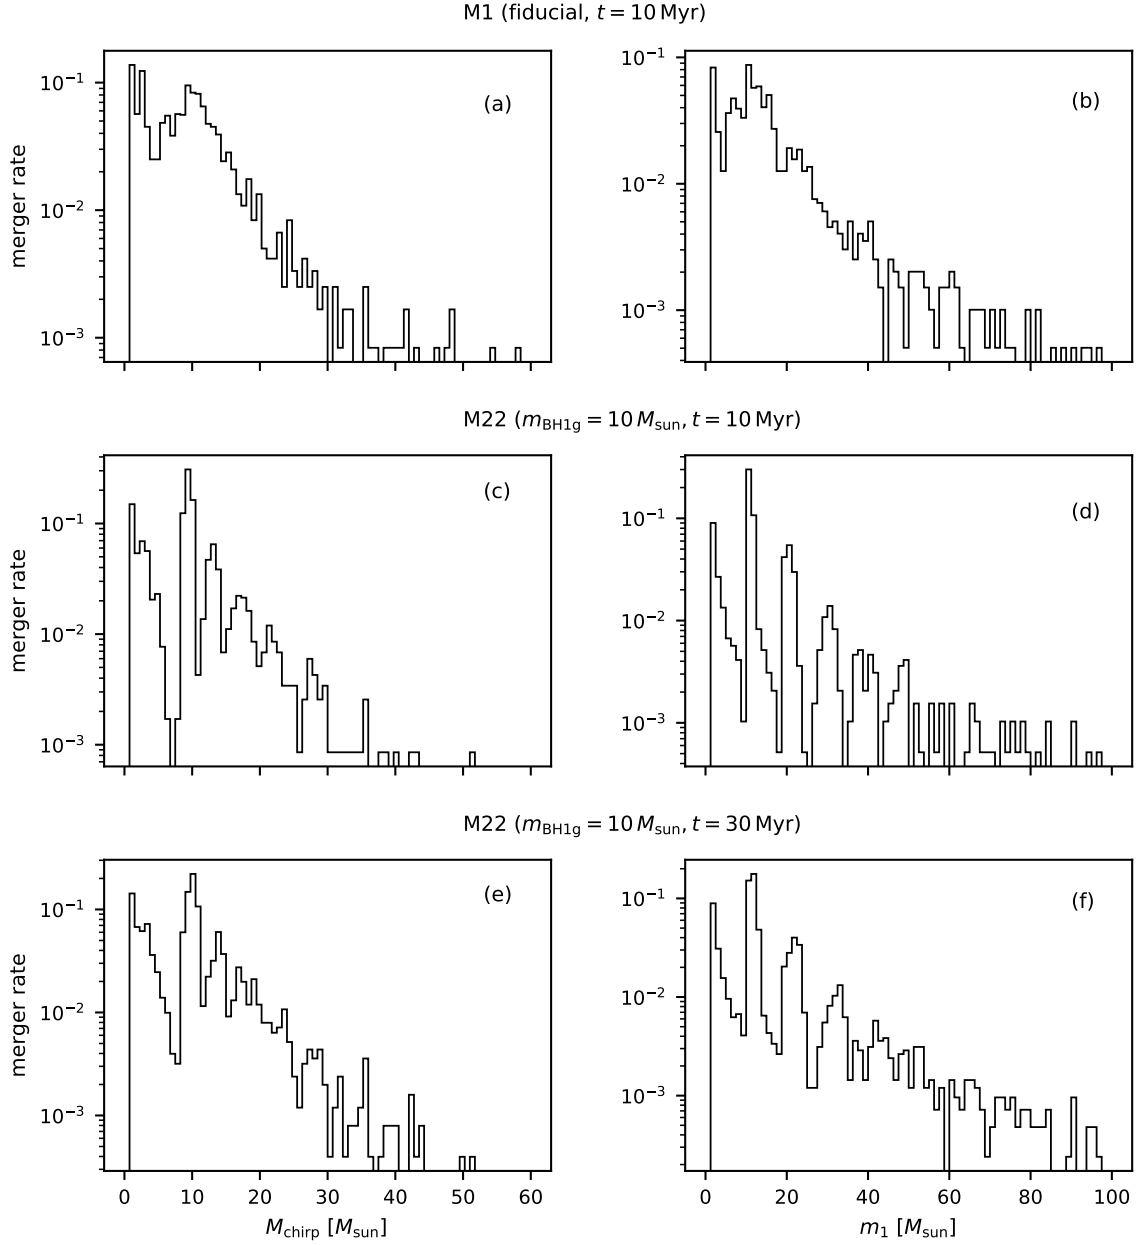 M1 (fiducial, t = 10 Myr)
merger rate
10⁻¹
10⁻²
10⁻³
(a)
10⁻¹
10⁻²
10⁻³
(b)
M22 (m_BH1g = 10 M_sun, t = 10 Myr)
merger rate
10⁻¹
10⁻²
10⁻³
(c)
10⁻¹
10⁻²
10⁻³
(d)
M22 (m_BH1g = 10 M_sun, t = 30 Myr)
merger rate
10⁻¹
10⁻²
10⁻³
(e)
0 10 20 30 40 50 60
M_chirp [M_sun]
10⁻¹
10⁻²
10⁻³
(f)
0 20 40 60 80 100
m₁ [M_sun]